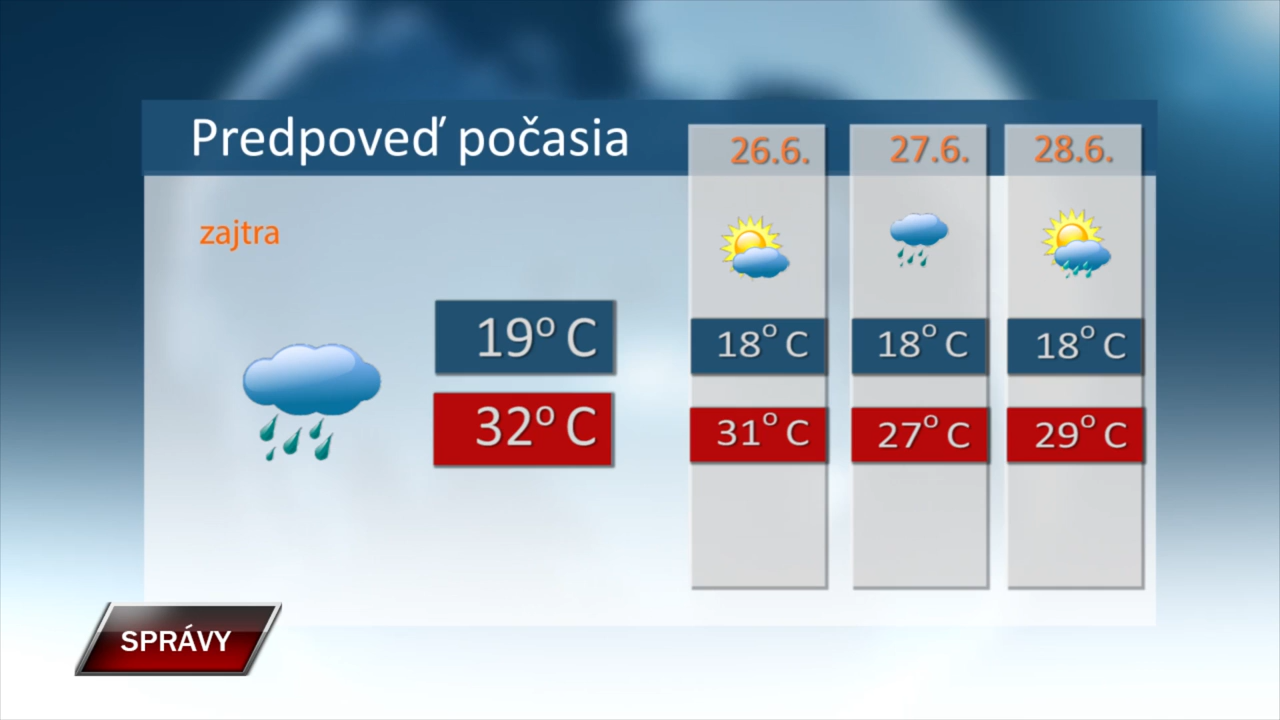 Predpoveď počasia
zajtra
19° C
32° C
26.6. 27.6. 28.6.
18° C 18° C 18° C
31° C 27° C 29° C
SPRÁVY